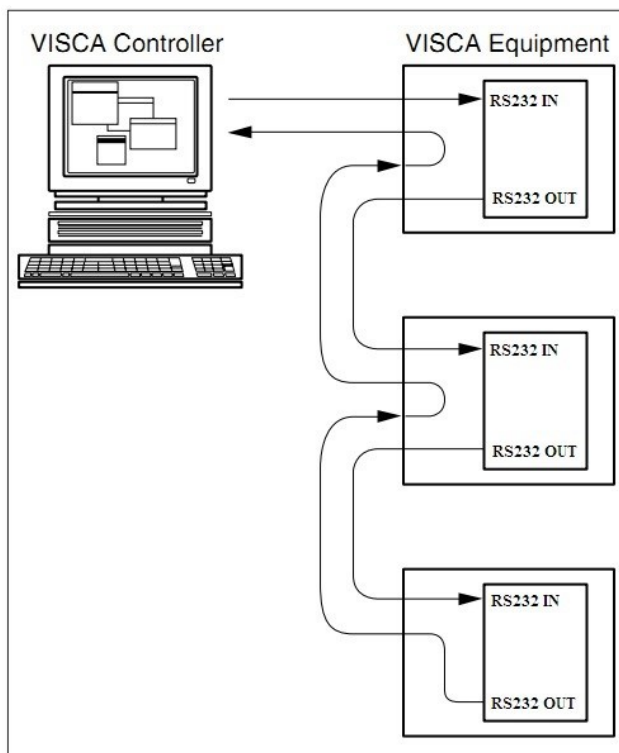 VISCA Controller
VISCA Equipment
RS232 IN
RS232 OUT
RS232 IN
RS232 OUT
RS232 IN
RS232 OUT